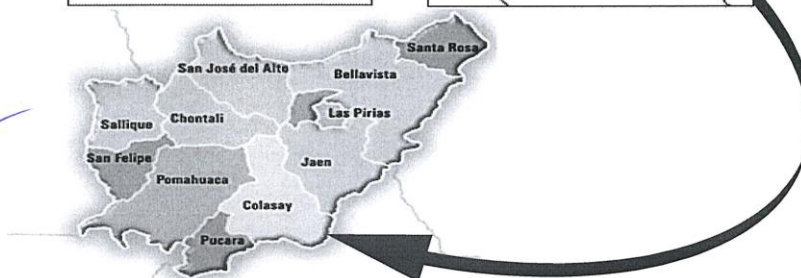 Santa Rosa
San José del Alto
Bellavista
Las Pirias
Sallique
Chontali
San Felipe
Jaen
Pomahuaca
Colasay
Pucara